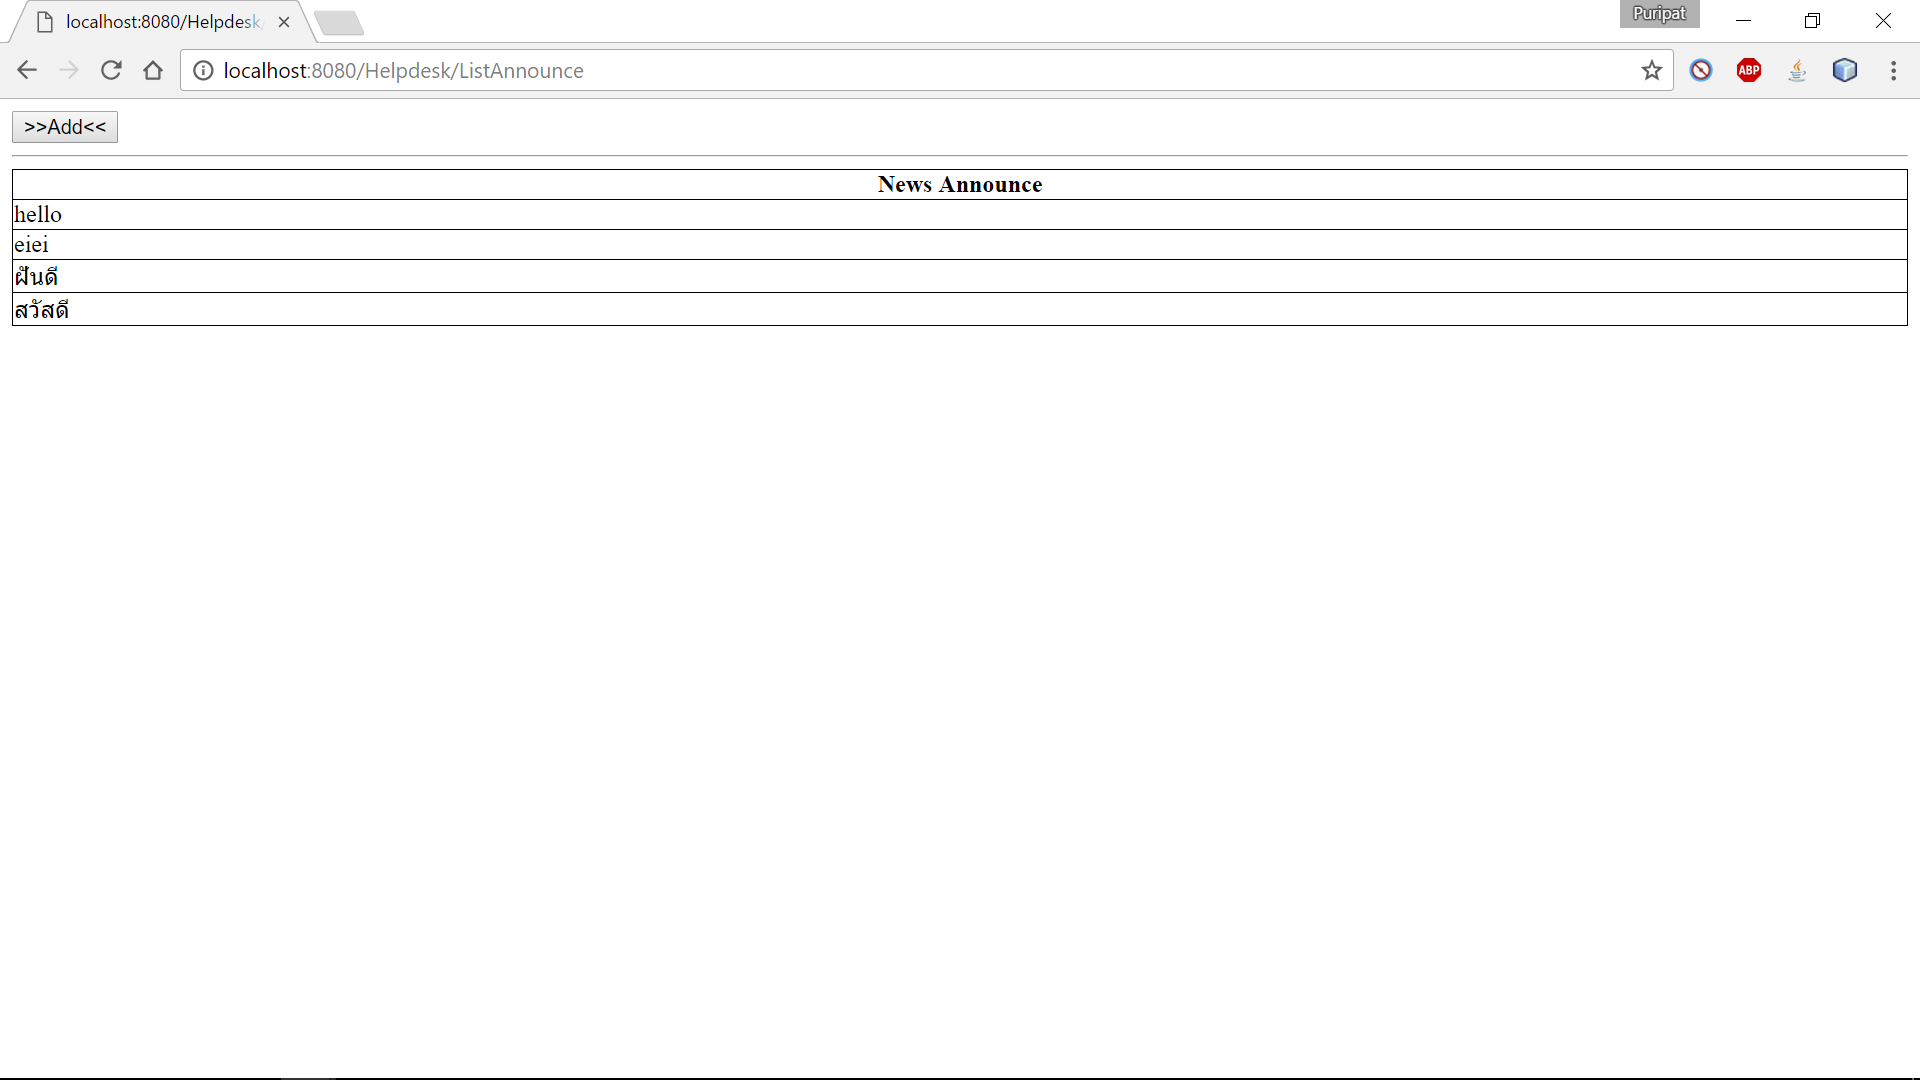 localhost:8080/Helpdesk
Puripat
localhost:8080/Helpdesk/ListAnnounce
ABP
>>Add<<
News Announce
hello
eiei
ฝันดี
สวัสดี